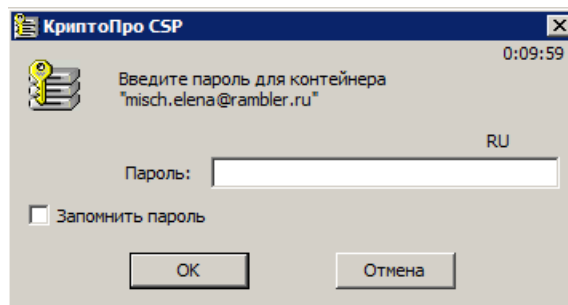 КриптоПро CSP
0:09:59
Введите пароль для контейнера
"misch.elena@rambler.ru"
RU
Пароль:
Запомнить пароль
OK
Отмена